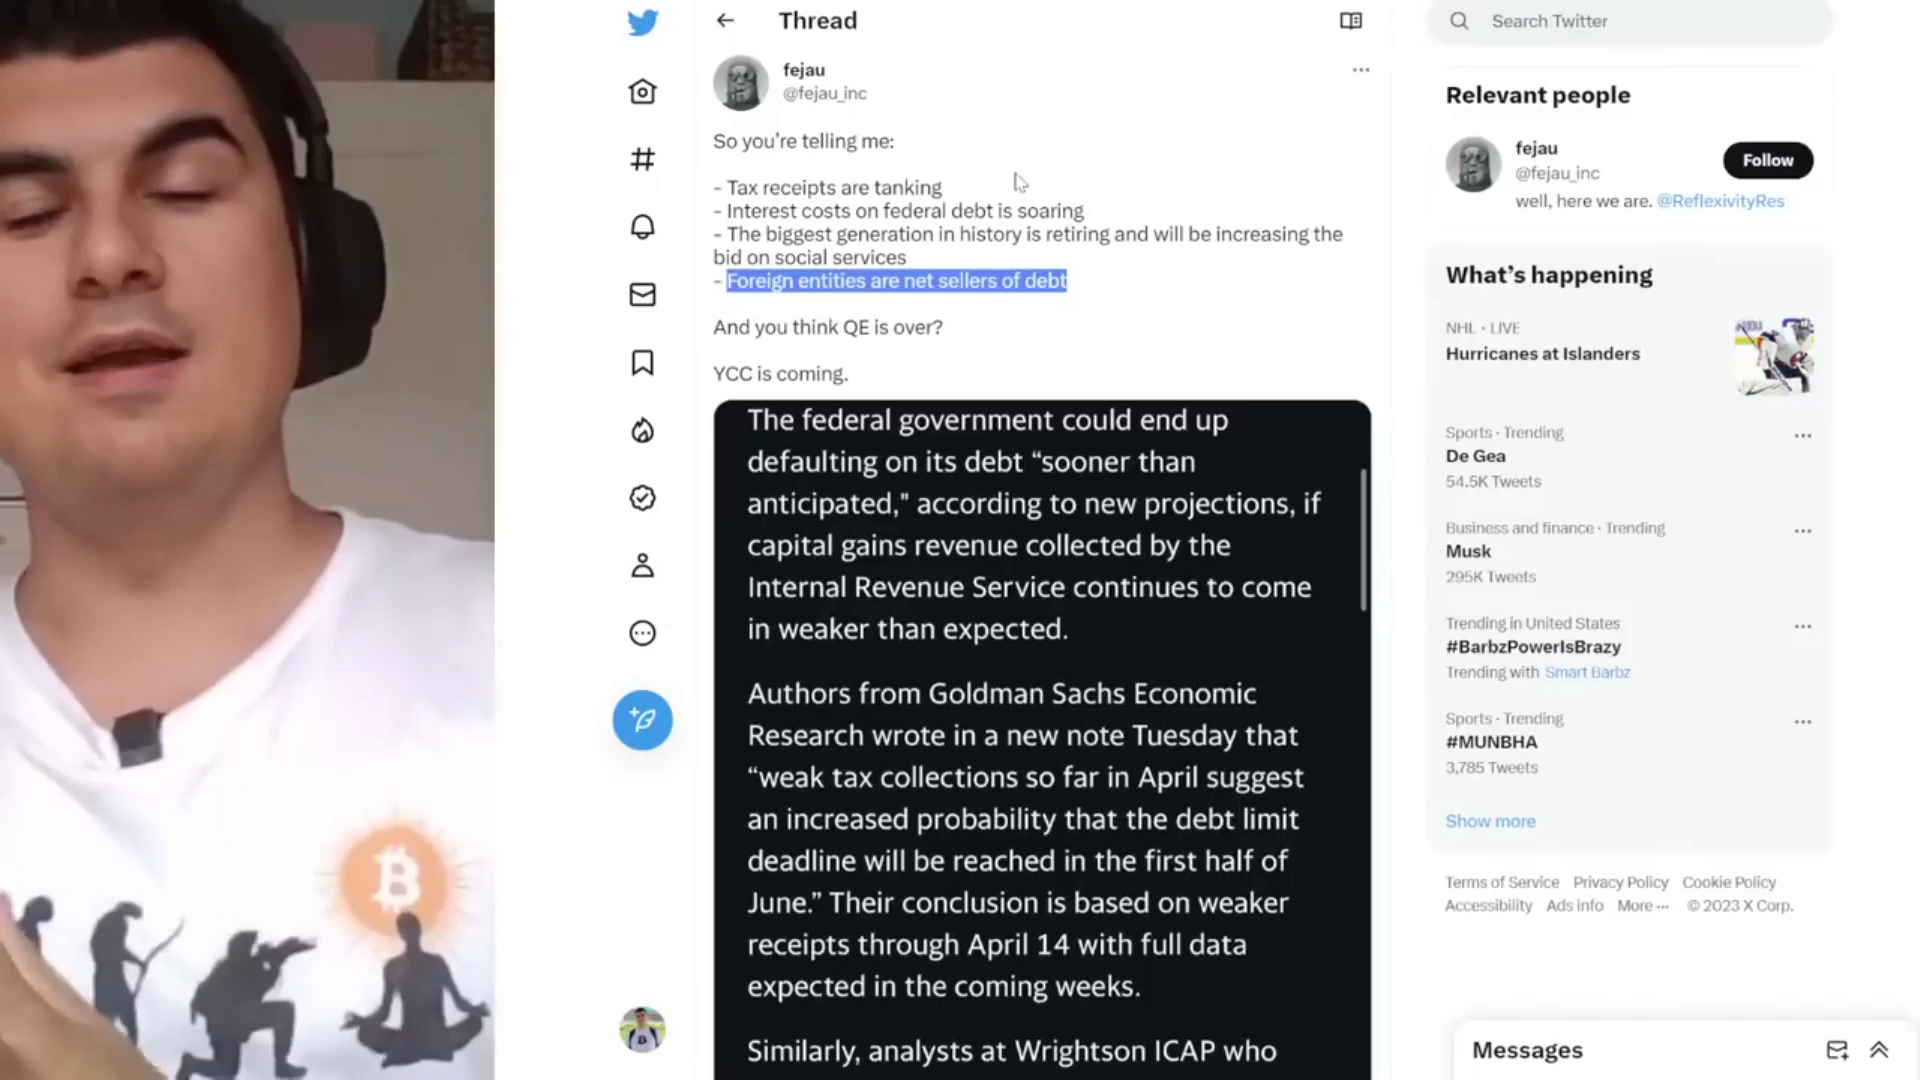 Thread
fejau
@fejau_inc
So you’re telling me:
- Tax receipts are tanking
- Interest costs on federal debt is soaring
- The biggest generation in history is retiring and will be increasing the
bid on social services
- Foreign entities are net sellers of debt
And you think QE is over?
YCC is coming.
The federal government could end up
defaulting on its debt “sooner than
anticipated," according to new projections, if
capital gains revenue collected by the
Internal Revenue Service continues to come
in weaker than expected.
Authors from Goldman Sachs Economic
Research wrote in a new note Tuesday that
“weak tax collections so far in April suggest
an increased probability that the debt limit
deadline will be reached in the first half of
June.” Their conclusion is based on weaker
receipts through April 14 with full data
expected in the coming weeks.
Similarly, analysts at Wrightson ICAP who
Search Twitter
Relevant people
fejau
@fejau_inc
Follow
well, here we are. @ReflexivityRes
What’s happening
NHL · LIVE
Hurricanes at Islanders
Sports · Trending
De Gea
54.5K Tweets
Business and finance · Trending
Musk
295K Tweets
Trending in United States
#BarbzPowerIsBrazy
Trending with Smart Barbz
Sports · Trending
#MUNBHA
3,785 Tweets
Show more
Terms of Service Privacy Policy Cookie Policy
Accessibility Ads info More ··· © 2023 X Corp.
Messages